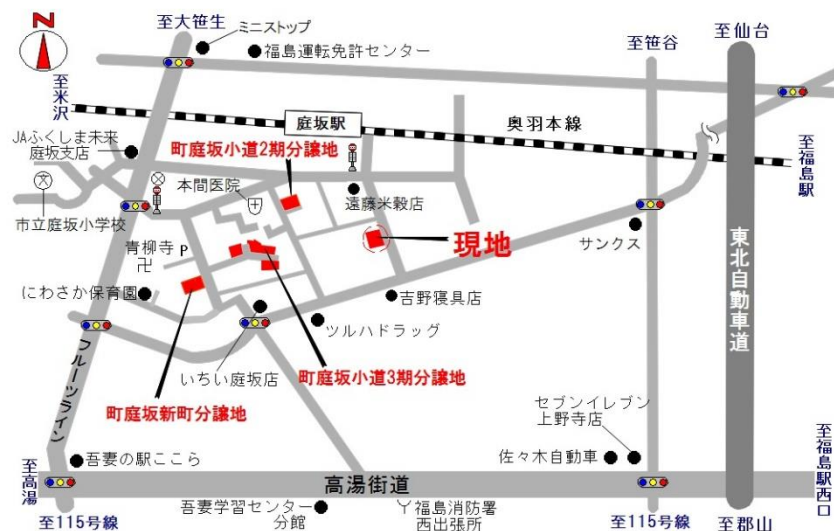 N
至大笹生
ミニストップ
福島運転免許センター
至笹谷
至仙台
至米沢
庭坂駅
奥羽本線
至福島駅
JAふくしま未来
庭坂支店
町庭坂小道2期分譲地
本間医院
遠藤米穀店
市立庭坂小学校
文
青柳寺
P
卍
現地
サンクス
東北自動車道
にわさか保育園
吉野寝具店
ツルハドラッグ
いちい庭坂店
町庭坂小道3期分譲地
町庭坂新町分譲地
フルーツライン
セブンイレブン
上野寺店
佐々木自動車
吾妻の駅ここら
至高湯
高湯街道
至福島駅西口
至115号線
吾妻学習センター
分館
福島消防署
西出張所
至115号線
至郡山